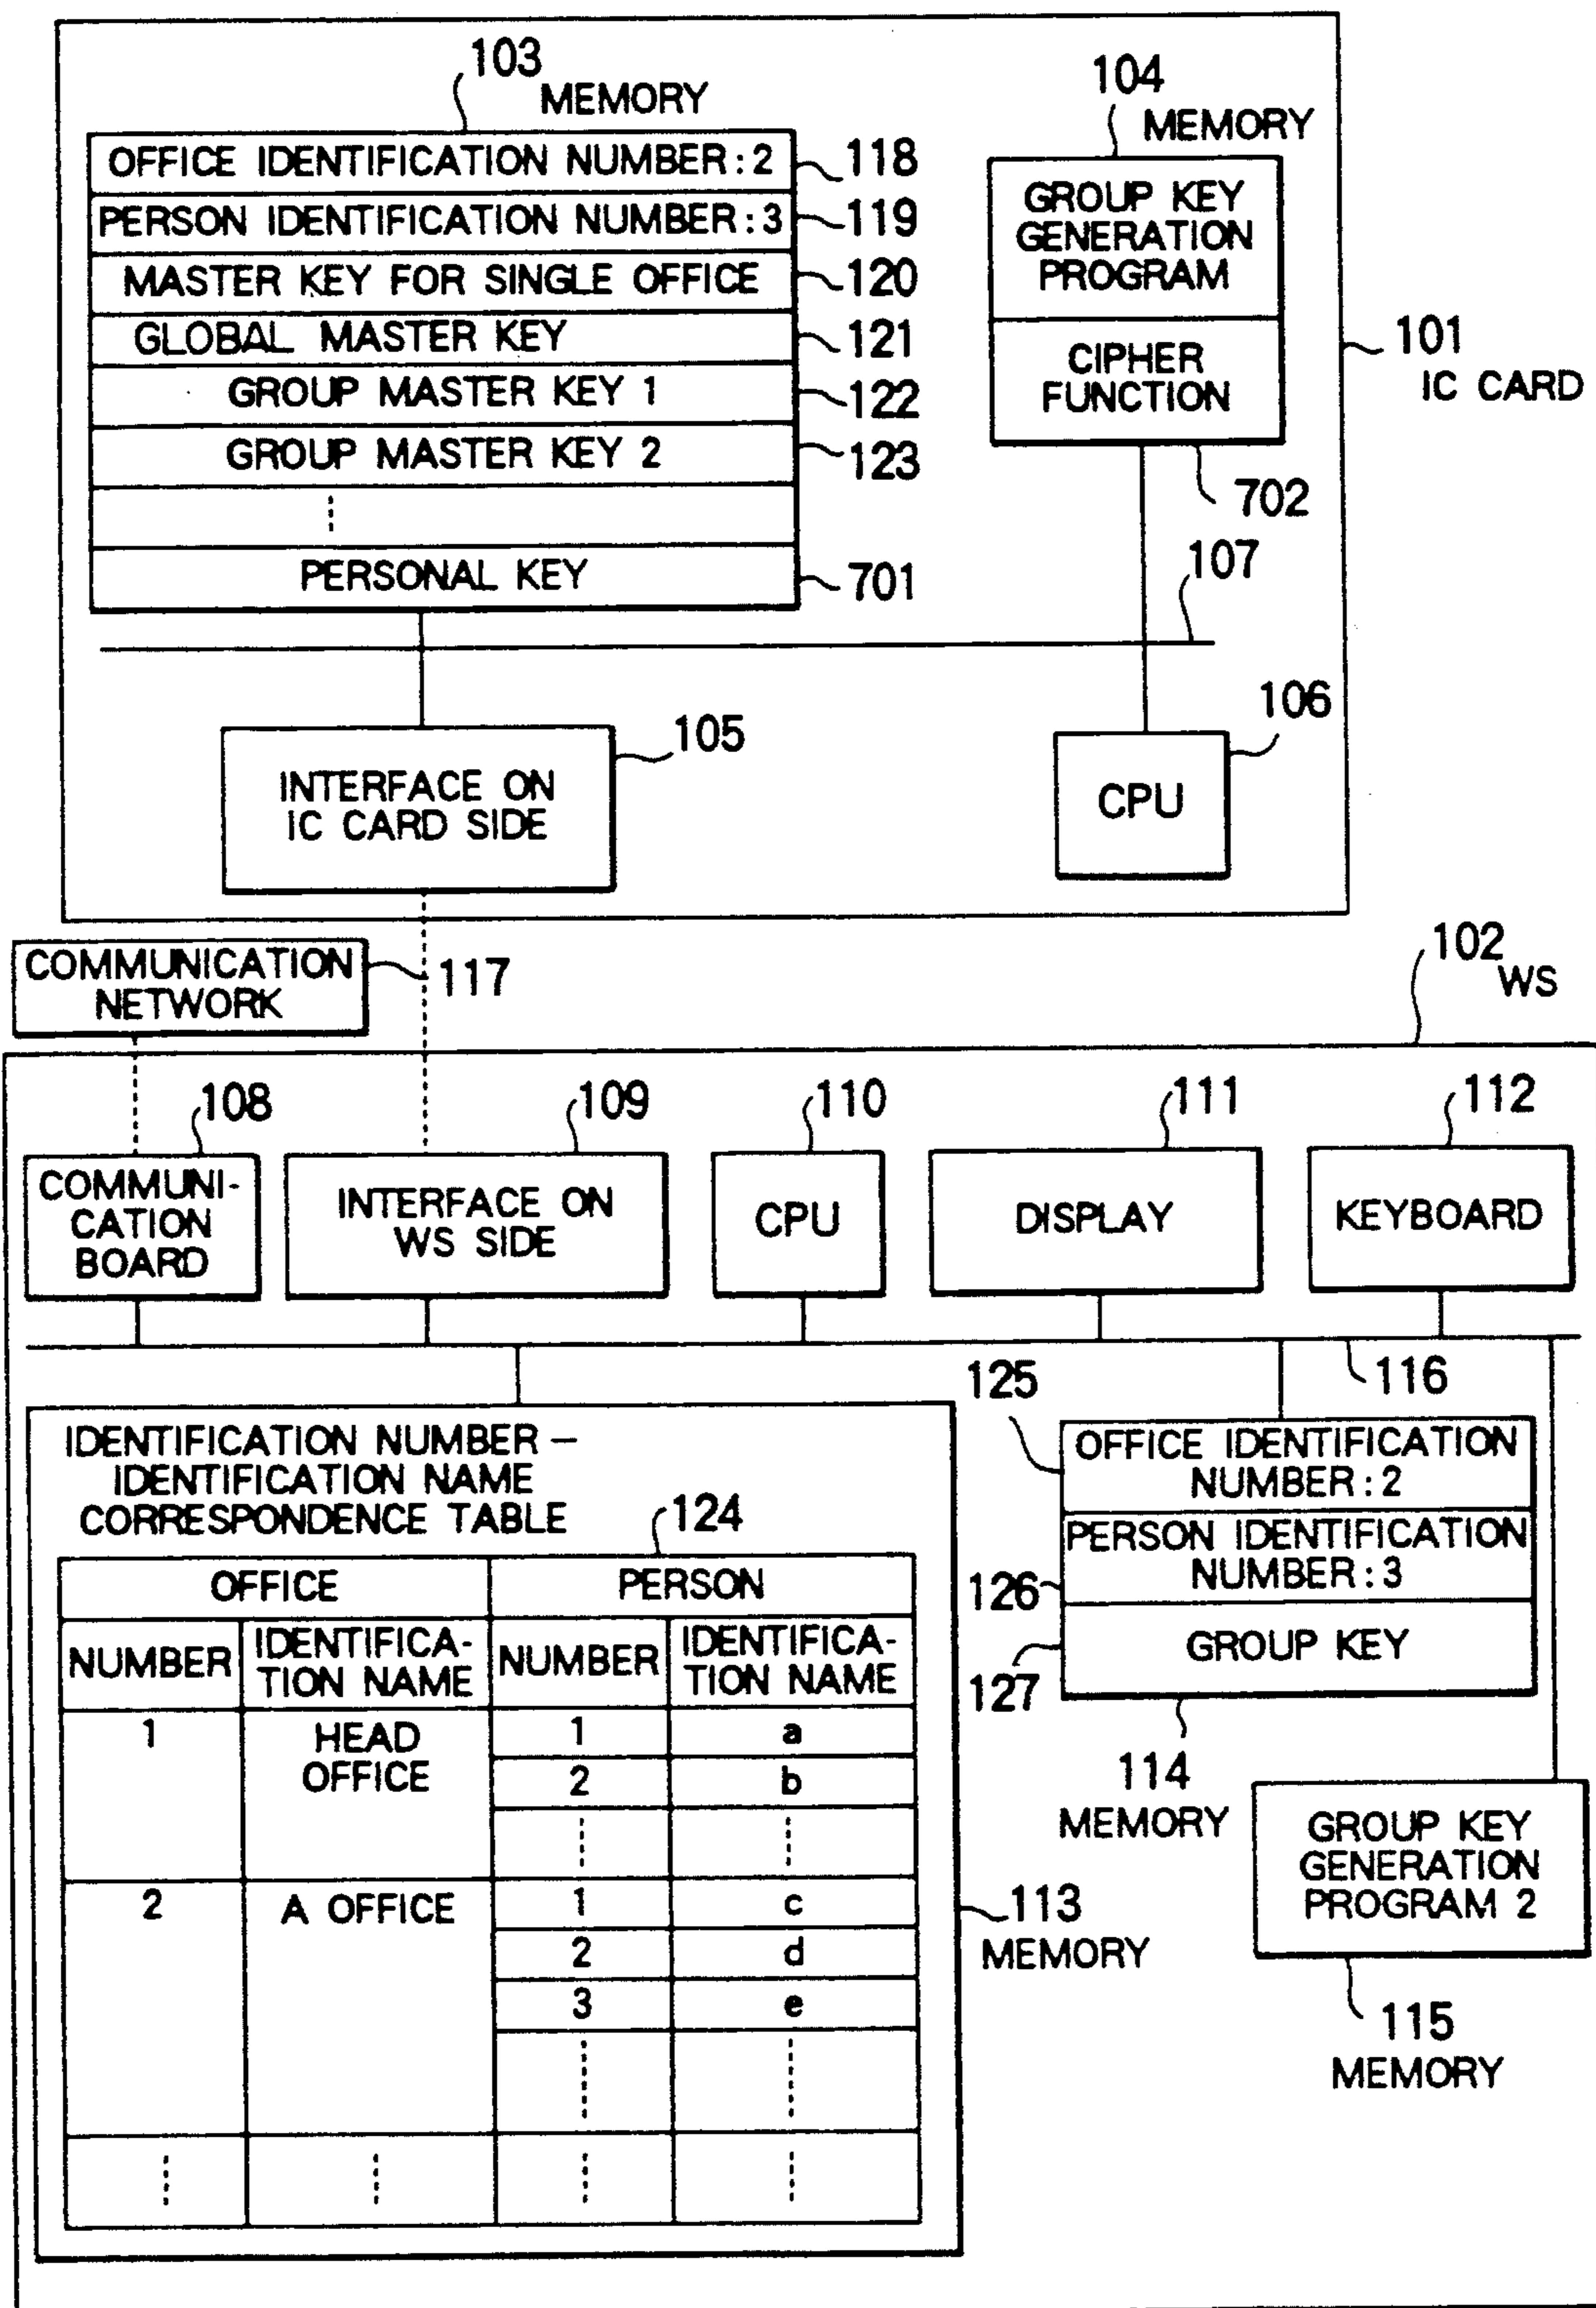 103
MEMORY
104
MEMORY
OFFICE IDENTIFICATION NUMBER:2
118
PERSON IDENTIFICATION NUMBER:3
119
MASTER KEY FOR SINGLE OFFICE
120
GLOBAL MASTER KEY
121
GROUP MASTER KEY 1
122
GROUP MASTER KEY 2
123
PERSONAL KEY
701
GROUP KEY
GENERATION
PROGRAM
CIPHER
FUNCTION
702
101
IC CARD
107
105
INTERFACE ON
IC CARD SIDE
106
CPU
COMMUNICATION
NETWORK
117
102
WS
108
COMMUNI-
CATION
BOARD
109
INTERFACE ON
WS SIDE
110
CPU
111
DISPLAY
112
KEYBOARD
116
IDENTIFICATION NUMBER –
IDENTIFICATION NAME
CORRESPONDENCE TABLE
124
OFFICE PERSON
NUMBER IDENTIFICA-
TION NAME NUMBER IDENTIFICA-
TION NAME
1 HEAD
OFFICE 1 a
2 b
2 A OFFICE 1 c
2 d
3 e
113
MEMORY
125
OFFICE IDENTIFICATION
NUMBER:2
126
PERSON IDENTIFICATION
NUMBER:3
127
GROUP KEY
114
MEMORY
GROUP KEY
GENERATION
PROGRAM 2
115
MEMORY